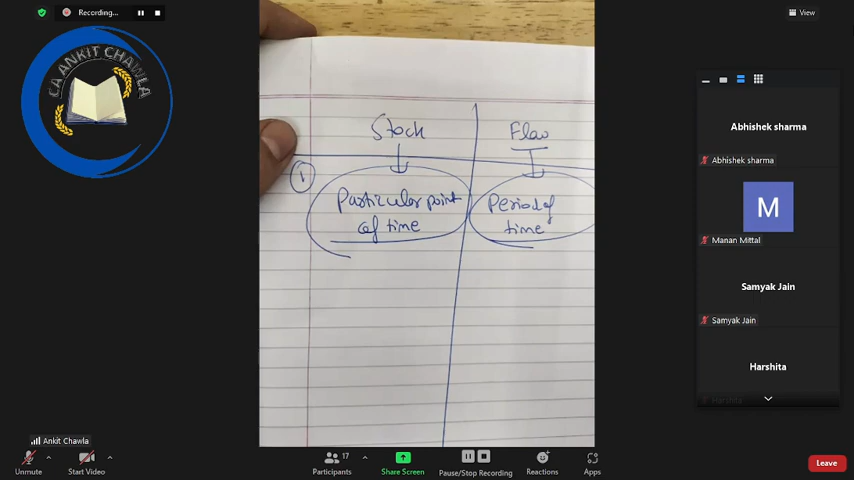 Recording...
View
CA ANKIT CHAWLA
Stock
Flow
1
Particular point
of time
Period of
time
Abhishek sharma
Abhishek sharma
M
Manan Mittal
Samyak Jain
Samyak Jain
Harshita
Harshita
Ankit Chawla
Unmute
Start Video
17
Participants
Share Screen
Pause/Stop Recording
Reactions
Apps
Leave